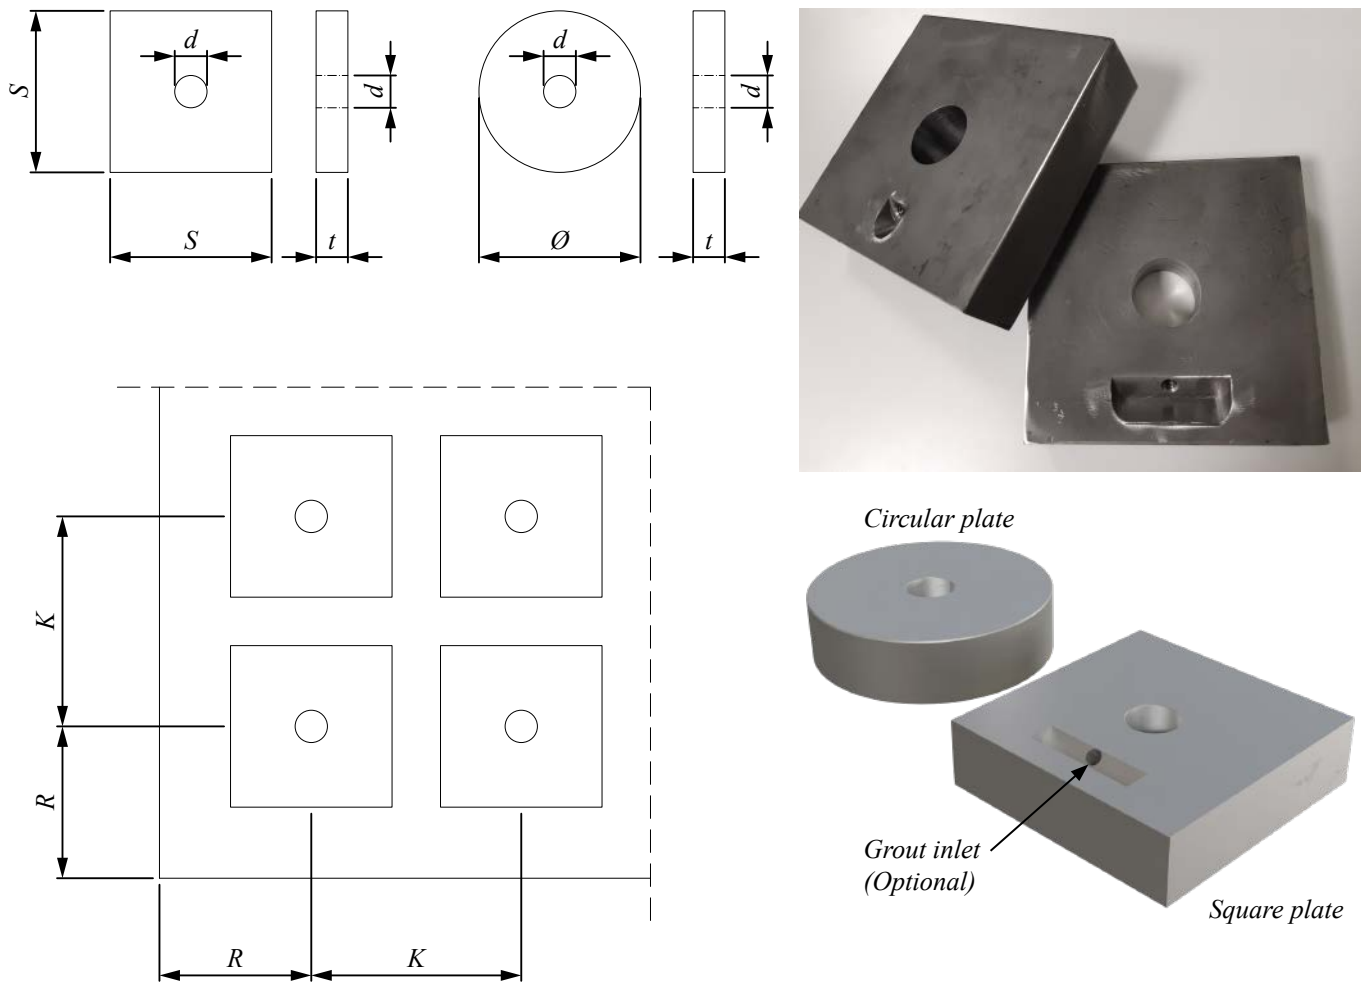 d
S
d
S
t
d
d
Ø
t
Circular plate
K
R
Grout inlet
(Optional)
Square plate
R
K